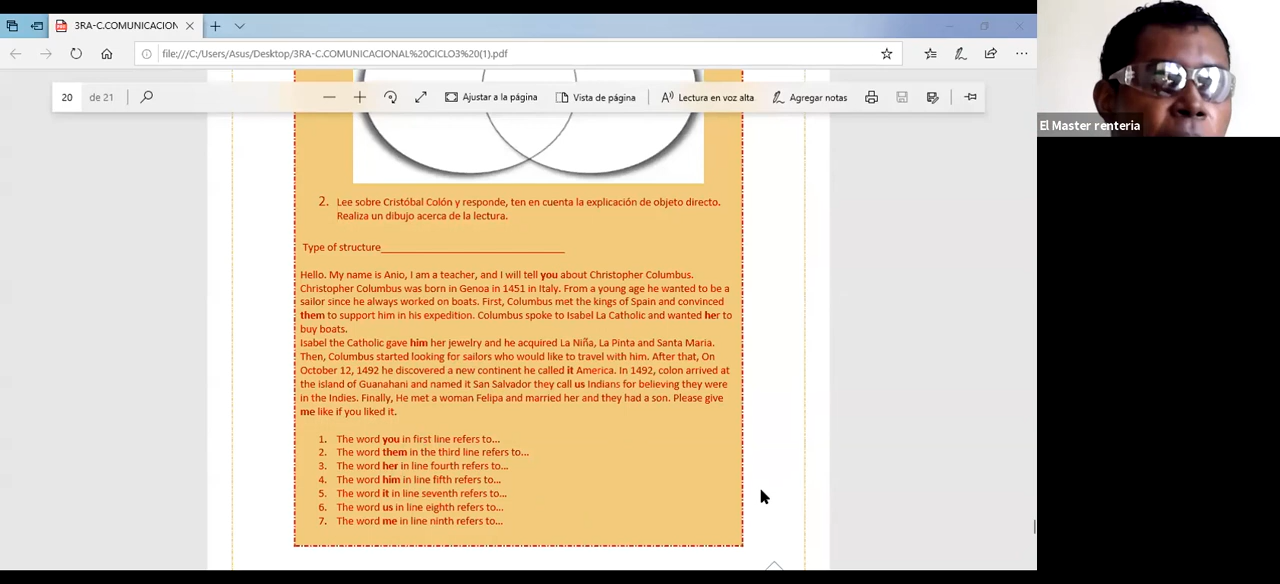 3RA-C.COMUNICACION
file:///C:/Users/Asus/Desktop/3RA-C.COMUNICACIONAL%20CICLO3%20(1).pdf
20 de 21
Ajustar a la página
Vista de página
Lectura en voz alta
Agregar notas
El Master renteria
2. Lee sobre Cristóbal Colón y responde, ten en cuenta la explicación de objeto directo.
Realiza un dibujo acerca de la lectura.
Type of structure_______________________________
Hello. My name is Anio, I am a teacher, and I will tell you about Christopher Columbus.
Christopher Columbus was born in Genoa in 1451 in Italy. From a young age he wanted to be a
sailor since he always worked on boats. First, Columbus met the kings of Spain and convinced
them to support him in his expedition. Columbus spoke to Isabel La Catholic and wanted her to
buy boats.
Isabel the Catholic gave him her jewelry and he acquired La Niña, La Pinta and Santa Maria.
Then, Columbus started looking for sailors who would like to travel with him. After that, On
October 12, 1492 he discovered a new continent he called it America. In 1492, colon arrived at
the island of Guanahani and named it San Salvador they call us Indians for believing they were
in the Indies. Finally, He met a woman Felipa and married her and they had a son. Please give
me like if you liked it.
1. The word you in first line refers to...
2. The word them in the third line refers to...
3. The word her in line fourth refers to...
4. The word him in line fifth refers to...
5. The word it in line seventh refers to...
6. The word us in line eighth refers to...
7. The word me in line ninth refers to...